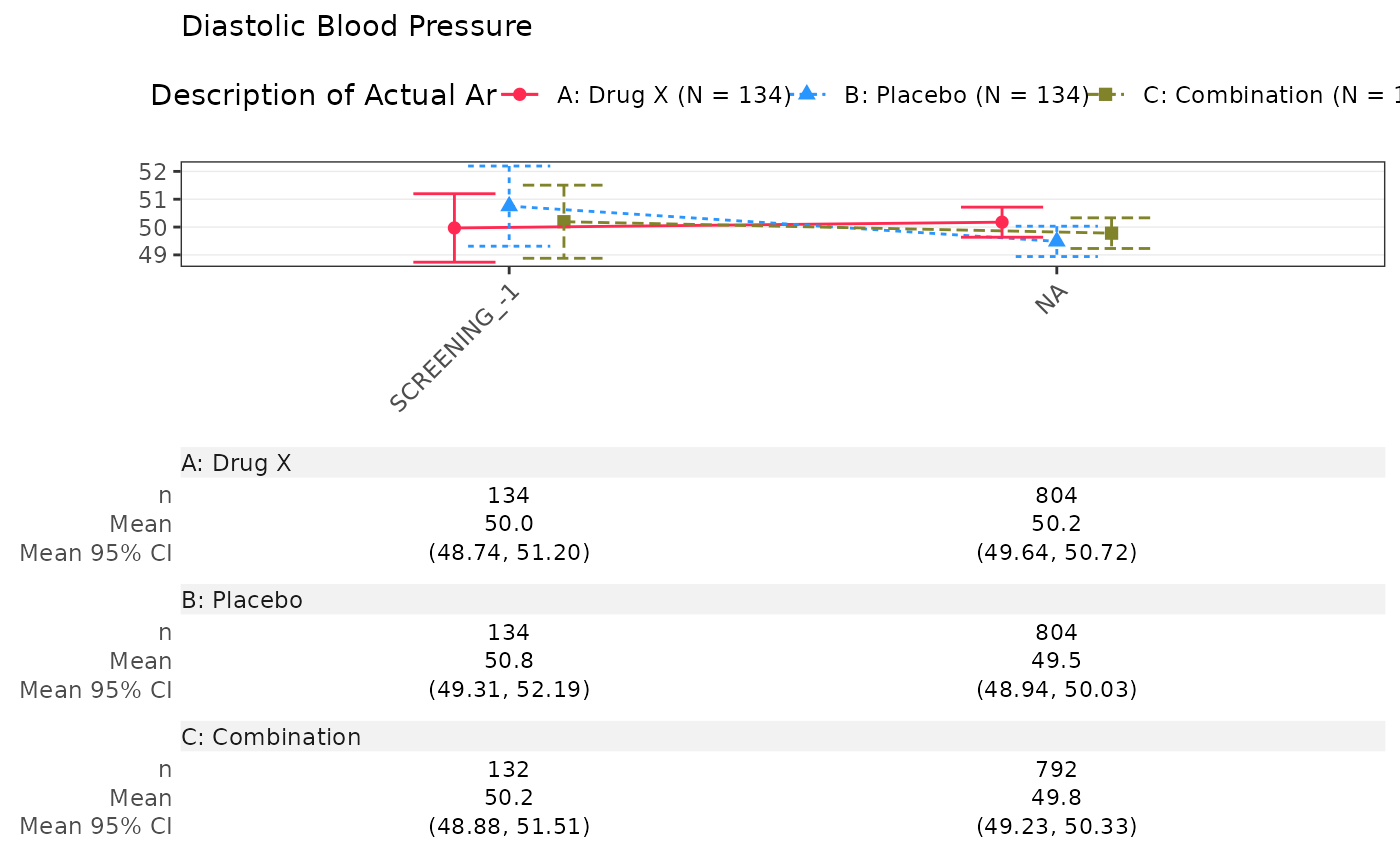 Diastolic Blood Pressure
Description of Actual Ar A: Drug X (N = 134) B: Placebo (N = 134) C: Combination (N = 1
52
51
50
49
SCREENING_-1 NA
A: Drug X
n 134 804
Mean 50.0 50.2
Mean 95% CI (48.74, 51.20) (49.64, 50.72)
B: Placebo
n 134 804
Mean 50.8 49.5
Mean 95% CI (49.31, 52.19) (48.94, 50.03)
C: Combination
n 132 792
Mean 50.2 49.8
Mean 95% CI (48.88, 51.51) (49.23, 50.33)